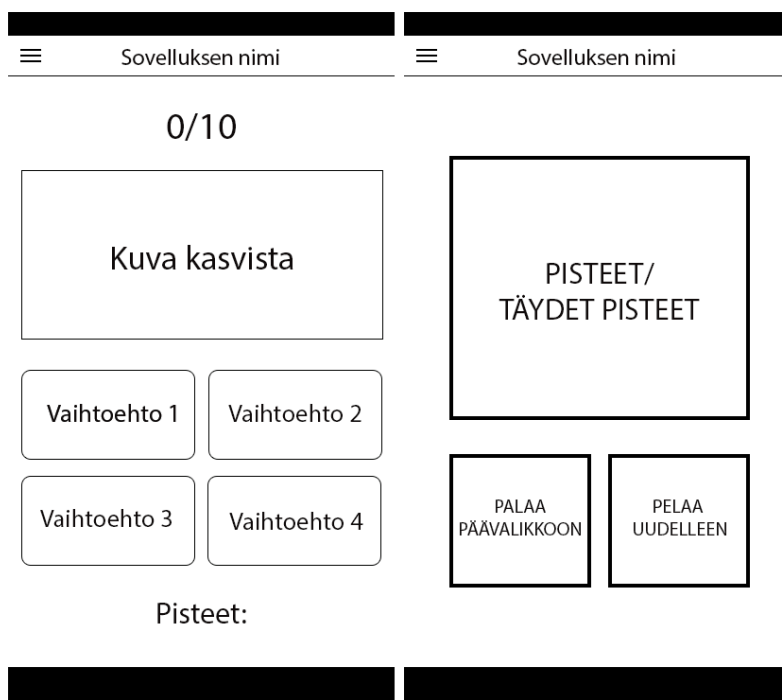 Sovelluksen nimi
0/10
Kuva kasvista
Vaihtoehto 1
Vaihtoehto 2
Vaihtoehto 3
Vaihtoehto 4
Pisteet:
Sovelluksen nimi
PISTEET/
TÄYDET PISTEET
PALAA
PÄÄVALIKKOON
PELAA
UUDELLEEN